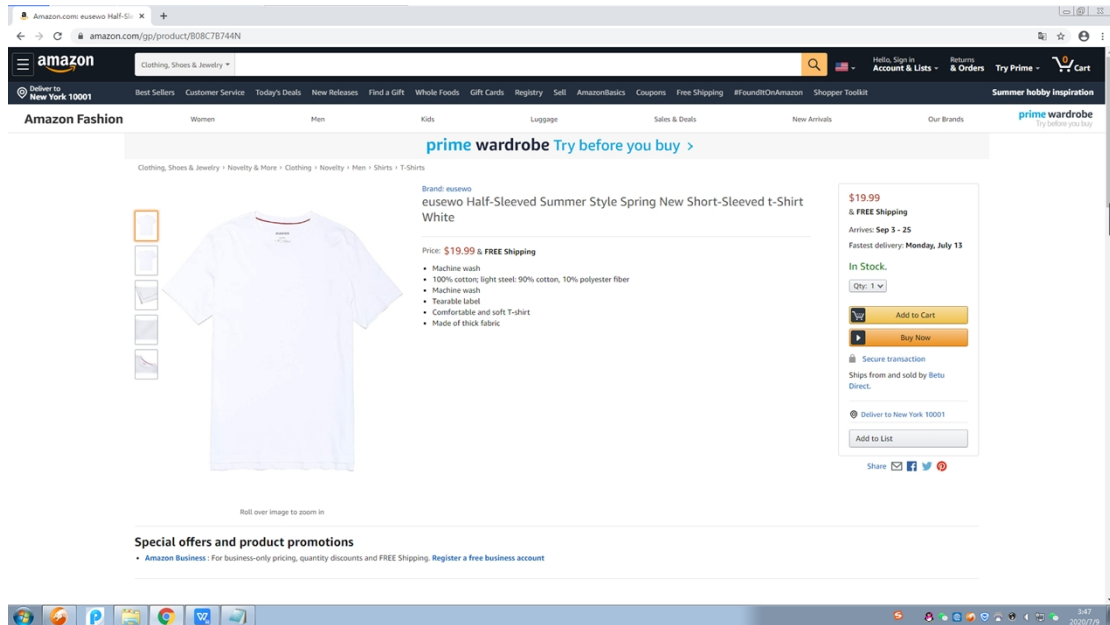 Amazon.com: eusewo Half-Sle
amazon.com/gp/product/B08C7B744N
amazon
Clothing, Shoes & Jewelry
Hello, Sign in
Account & Lists
Returns
& Orders
Try Prime
0
Cart
Deliver to
New York 10001
Best Sellers Customer Service Today's Deals New Releases Find a Gift Whole Foods Gift Cards Registry Sell AmazonBasics Coupons Free Shipping #FoundItOnAmazon Shopper Toolkit
Summer hobby inspiration
Amazon Fashion Women Men Kids Luggage Sales & Deals New Arrivals Our Brands
prime wardrobe
Try before you buy
prime wardrobe Try before you buy >
Clothing, Shoes & Jewelry › Novelty & More › Clothing › Novelty › Men › Shirts › T-Shirts
Brand: eusewo
eusewo Half-Sleeved Summer Style Spring New Short-Sleeved t-Shirt
White
Price: $19.99 & FREE Shipping
• Machine wash
• 100% cotton; light steel: 90% cotton, 10% polyester fiber
• Machine wash
• Tearable label
• Comfortable and soft T-shirt
• Made of thick fabric
Roll over image to zoom in
$19.99
& FREE Shipping
Arrives: Sep 3 - 25
Fastest delivery: Monday, July 13
In Stock.
Qty: 1
Add to Cart
Buy Now
Secure transaction
Ships from and sold by Betu
Direct.
Deliver to New York 10001
Add to List
Share
Special offers and product promotions
• Amazon Business : For business-only pricing, quantity discounts and FREE Shipping. Register a free business account
3:47
2020/7/9